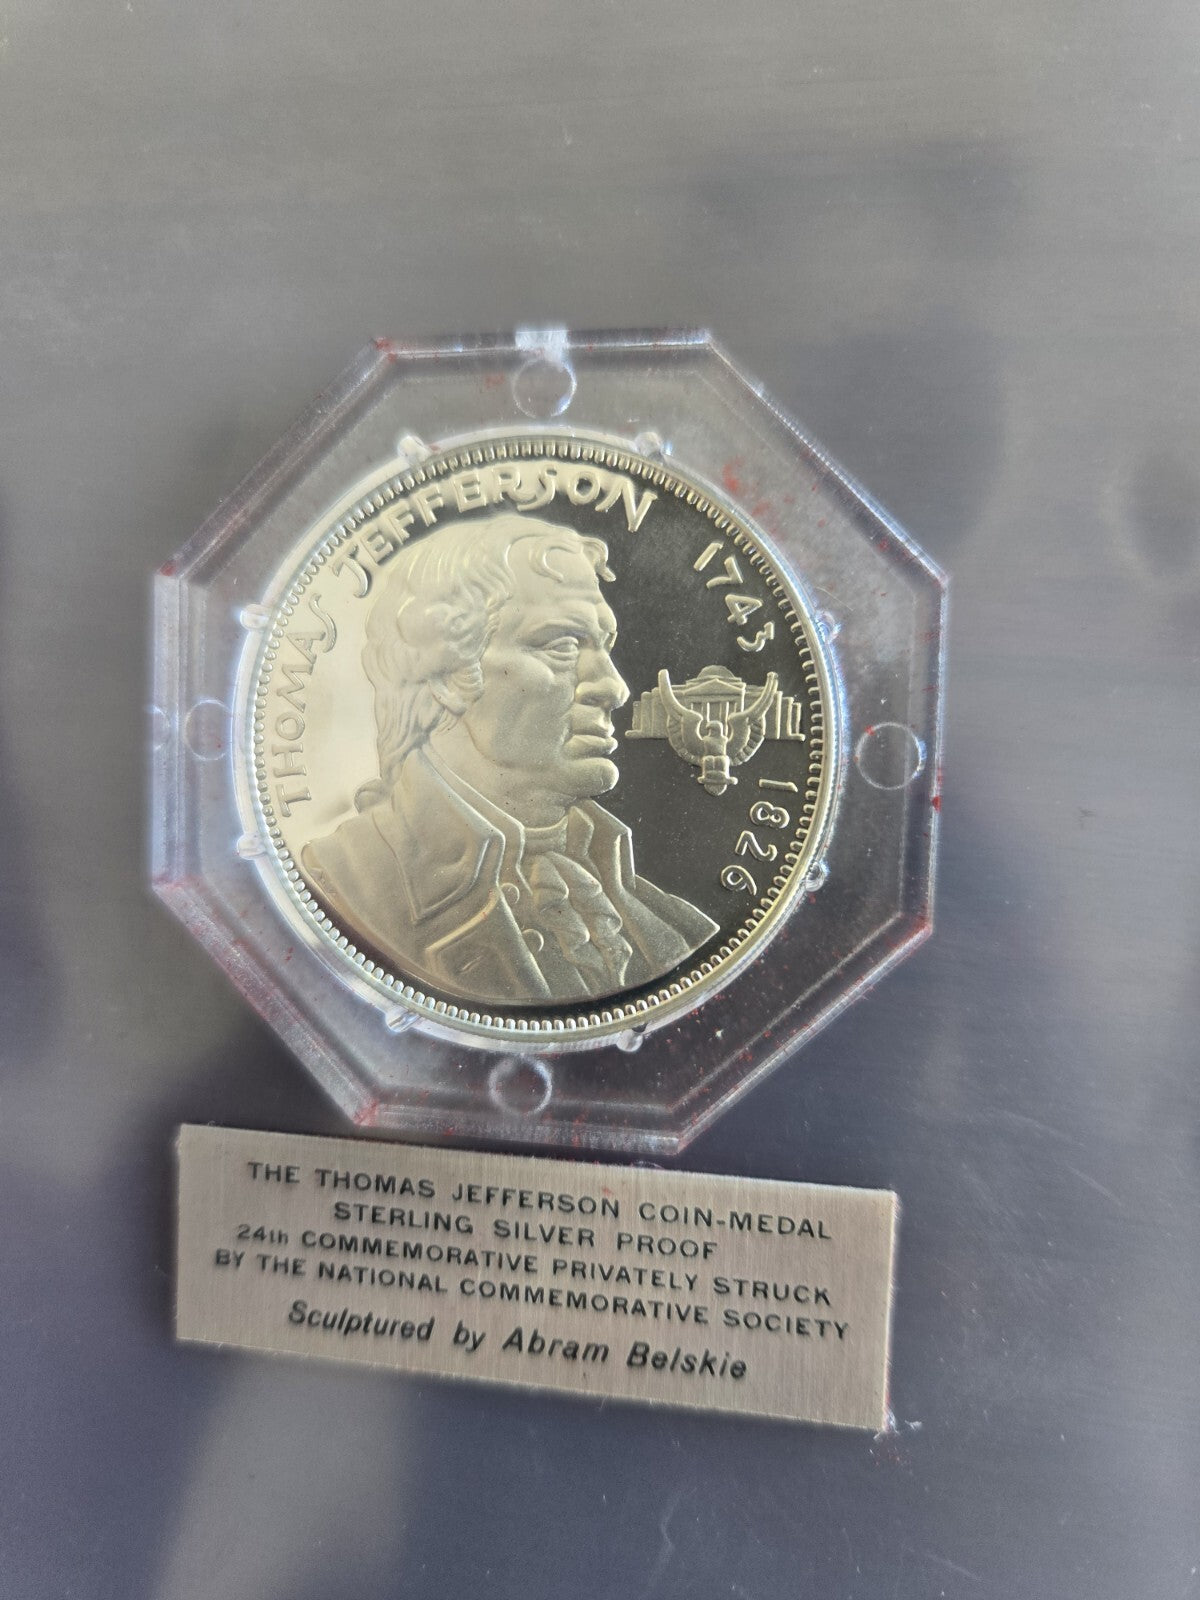 THOMAS JEFFERSON
1743
1826
THE THOMAS JEFFERSON COIN-MEDAL
STERLING SILVER PROOF
24th COMMEMORATIVE PRIVATELY STRUCK
BY THE NATIONAL COMMEMORATIVE SOCIETY
Sculptured by Abram Belskie